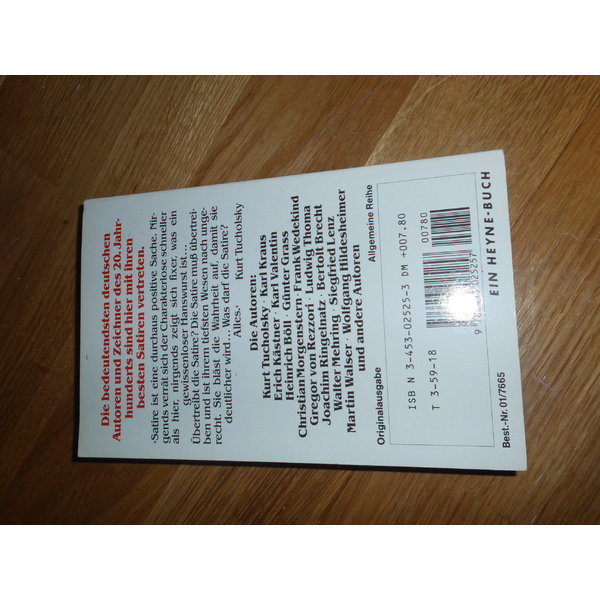 Die bedeutendsten deutschen
Autoren und Zeichner des 20. Jahr-
hunderts sind hier mit ihren
besten Satiren vertreten.
»Satire ist eine durchaus positive Sache. Nir-
gends verrät sich der Charakterlose schneller
als hier, nirgends zeigt sich fixer, was ein
gewissenloser Hanswurst ist…
Übertreibt die Satire? Die Satire muß übertrei-
ben und ist ihrem tiefsten Wesen nach unge-
recht. Sie bläst die Wahrheit auf, damit sie
deutlicher wird… Was darf die Satire?
Alles.« Kurt Tucholsky
Die Autoren:
Kurt Tucholsky · Karl Kraus
Erich Kästner · Karl Valentin
Heinrich Böll · Günter Grass
Christian Morgenstern · Frank Wedekind
Gregor von Rezzori · Ludwig Thoma
Joachim Ringelnatz · Bertolt Brecht
Walter Mehring · Siegfried Lenz
Martin Walser · Wolfgang Hildesheimer
und andere Autoren
Originalausgabe Allgemeine Reihe
ISBN 3-453-02525-3 DM +007.80
T 3-59-18 00780
Best.-Nr. 01/7665 EIN HEYNE-BUCH